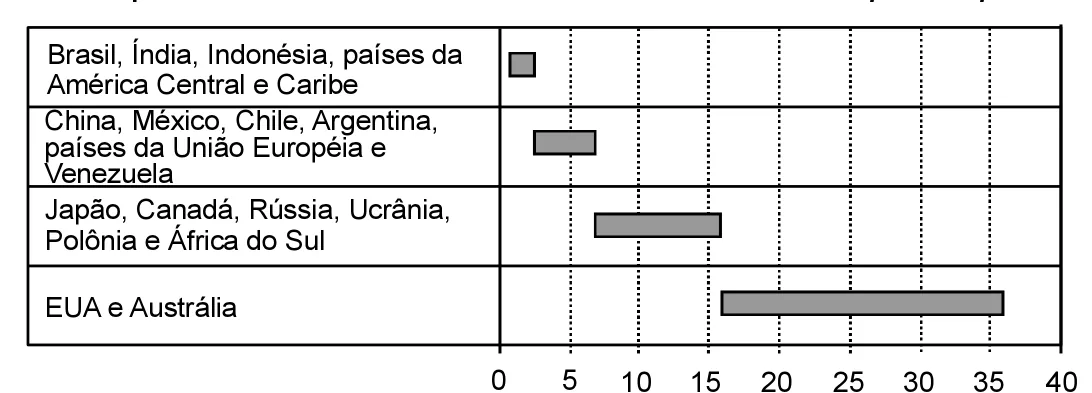 Brasil, Índia, Indonésia, países da
América Central e Caribe
China, México, Chile, Argentina,
países da União Européia e
Venezuela
Japão, Canadá, Rússia, Ucrânia,
Polônia e África do Sul
EUA e Austrália
0 5 10 15 20 25 30 35 40